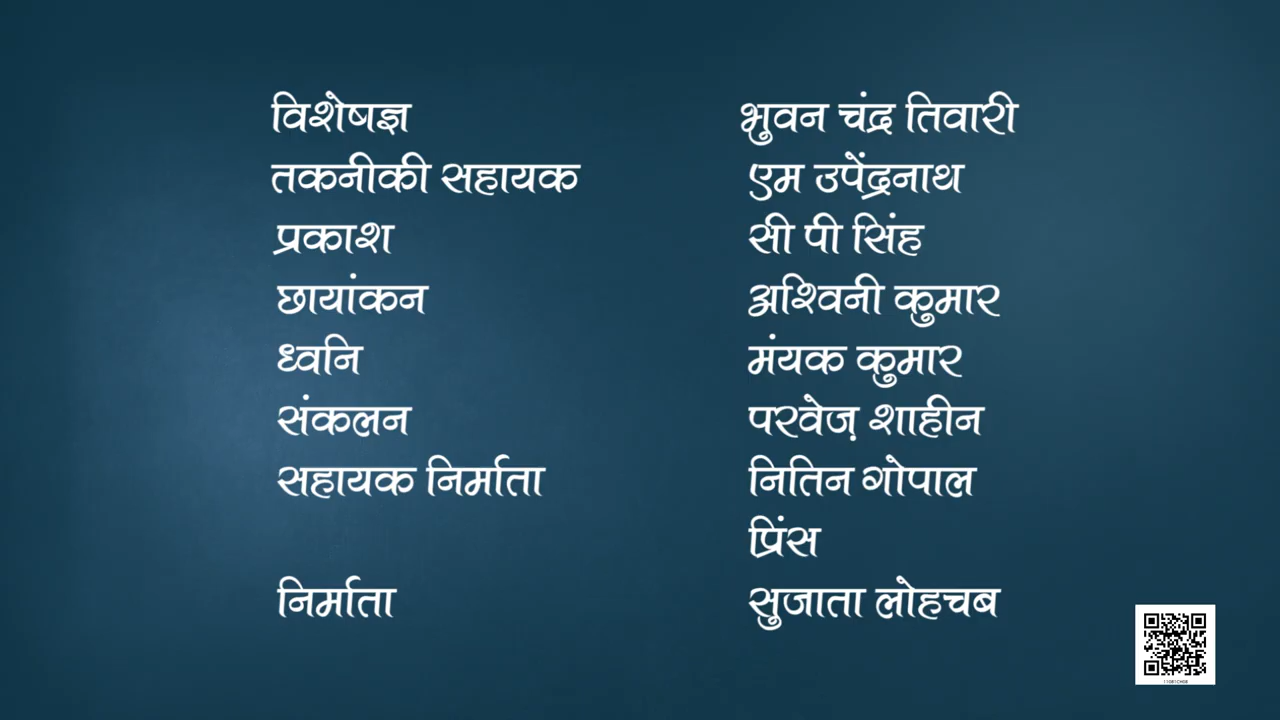 विशेषज्ञ भुवन चंद्र तिवारी
तकनीकी सहायक एम उपेंद्रनाथ
प्रकाश सी पी सिंह
छायांकन अश्विनी कुमार
ध्वनि मंयक कुमार
संकलन परवेज़ शाहीन
सहायक निर्माता नितिन गोपाल
प्रिंस
निर्माता सुजाता लोहचब